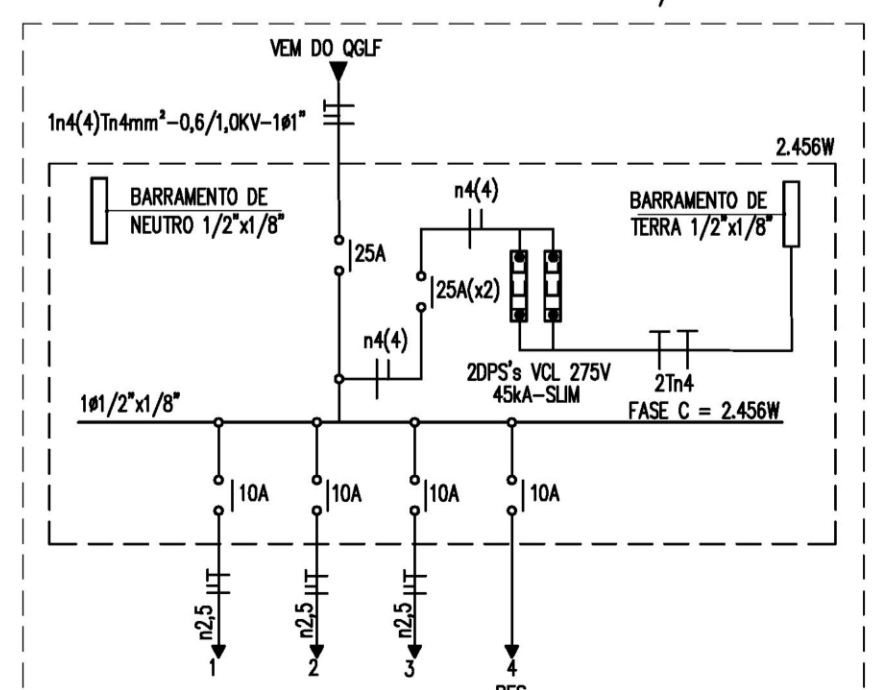 VEM DO QGLF
1n4(4)Tn4mm²-0,6/1,0KV-1ø1"
2.456W
BARRAMENTO DE
NEUTRO 1/2"x1/8"
n4(4)
BARRAMENTO DE
TERRA 1/2"x1/8"
25A
25A(x2)
n4(4)
2DPS's VCL 275V
45kA-SLIM
2Tn4
1ø1/2"x1/8"
FASE C = 2.456W
10A
10A
10A
10A
n2,5
n2,5
n2,5
1
2
3
4